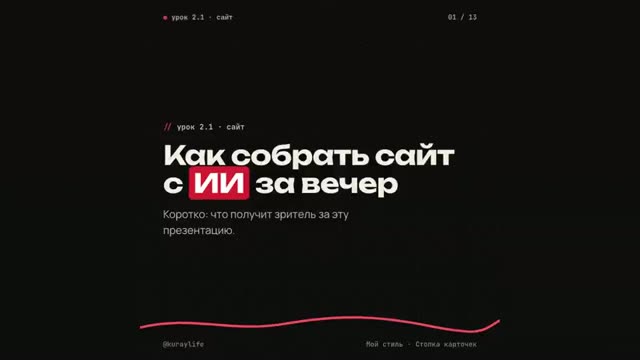 урок 2.1 · сайт
01 / 13
// урок 2.1 · сайт
Как собрать сайт
с ИИ за вечер
Коротко: что получит зритель за эту
презентацию.
@kuraylife
Мой стиль · Стопка карточек